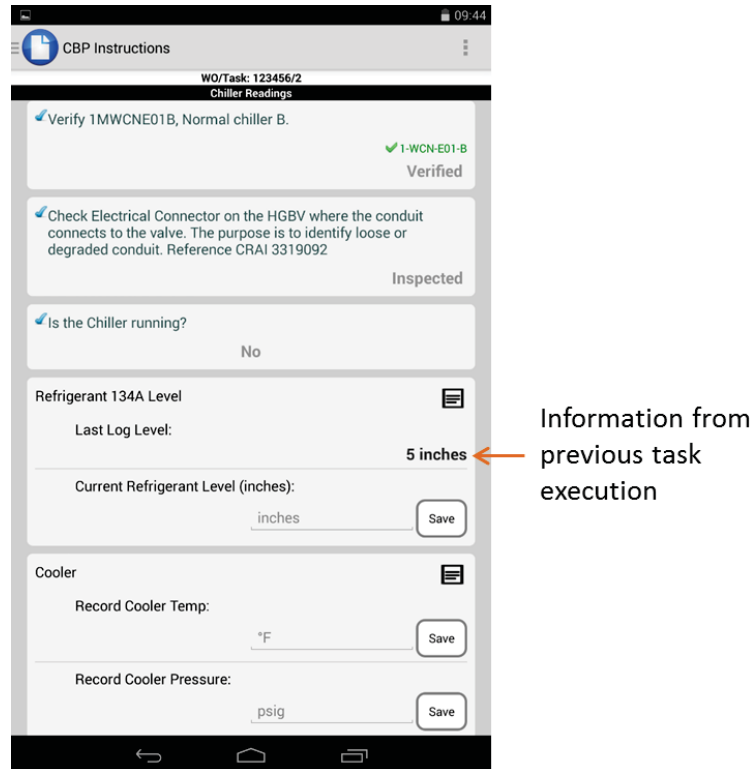 09:44
CBP Instructions
WO/Task: 123456/2
Chiller Readings
Verify 1MWCNE01B, Normal chiller B.
1-WCN-E01-B
Verified
Check Electrical Connector on the HGBV where the conduit
connects to the valve. The purpose is to identify loose or
degraded conduit. Reference CRAI 3319092
Inspected
Is the Chiller running?
No
Refrigerant 134A Level
Last Log Level:
5 inches
Current Refrigerant Level (inches):
inches
Save
Cooler
Record Cooler Temp:
°F
Save
Record Cooler Pressure:
psig
Save
Information from
previous task
execution